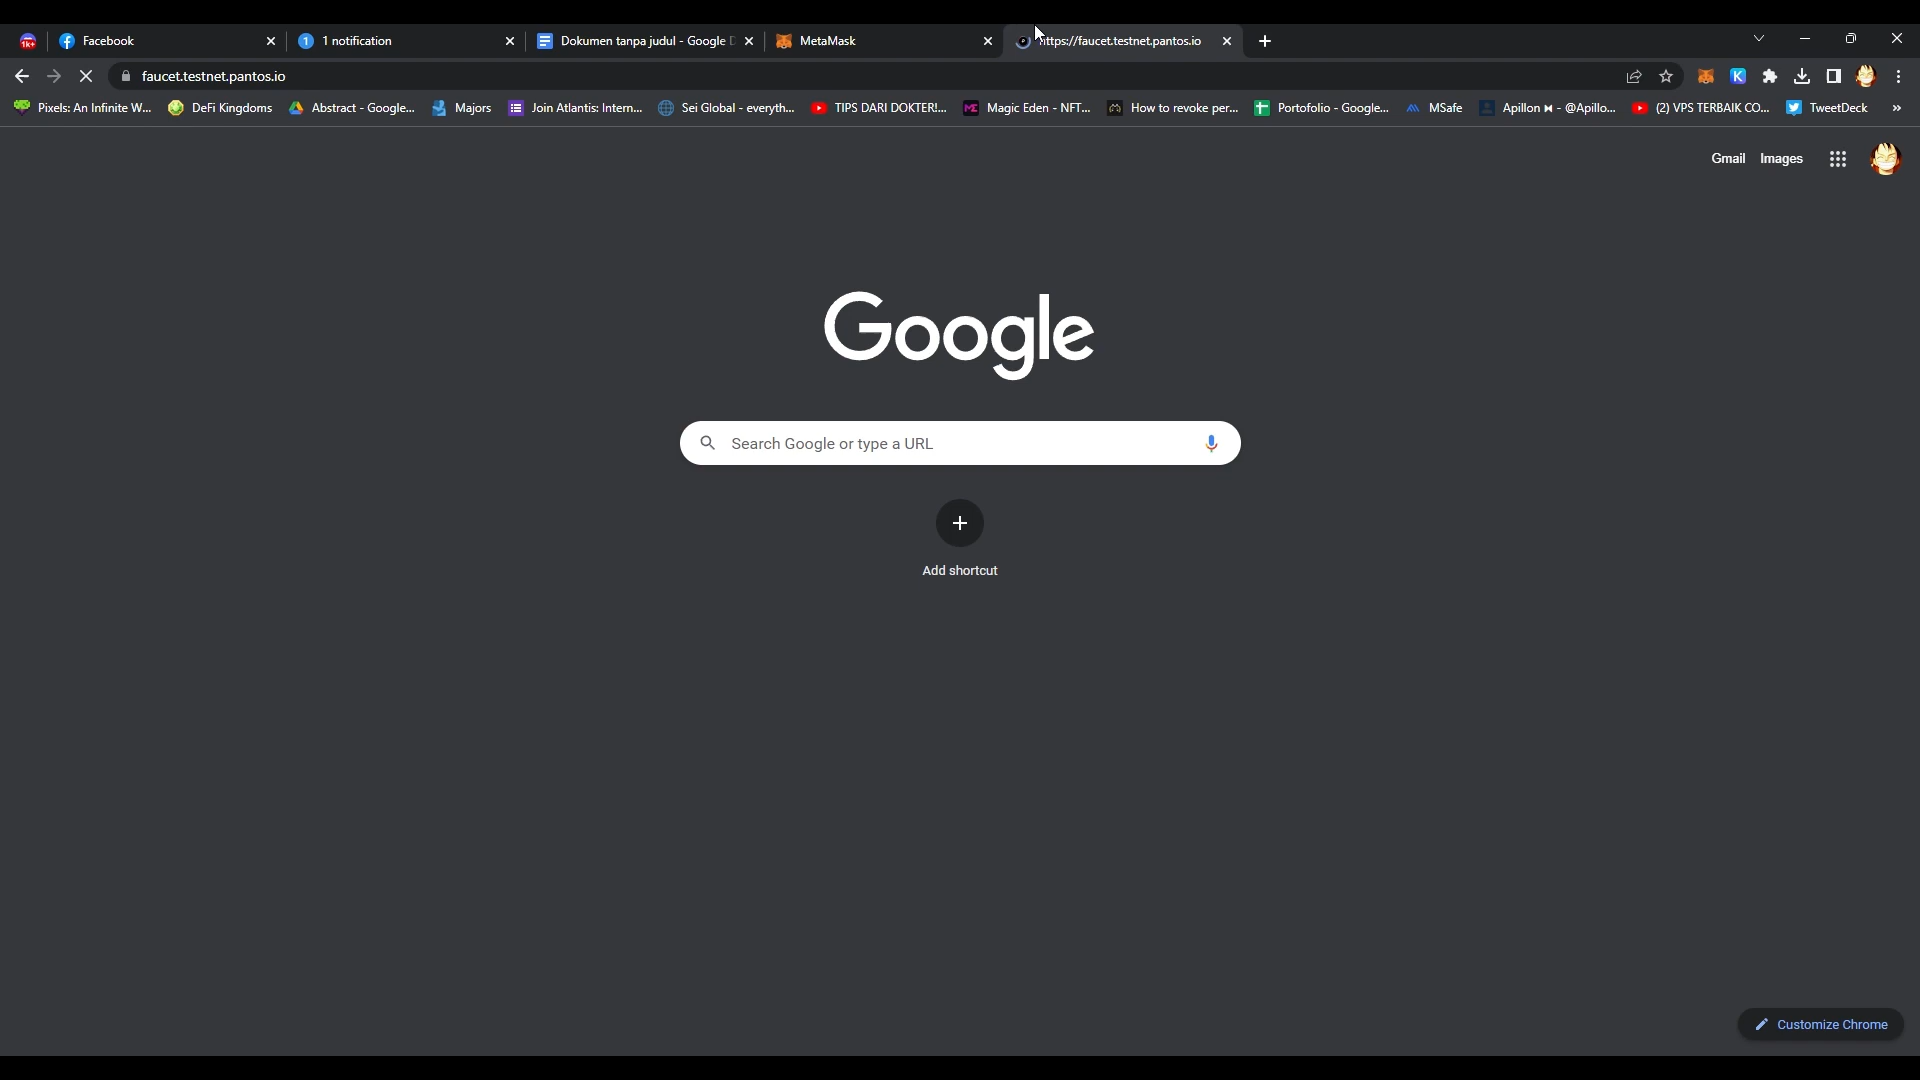 1k+
Facebook
1
1 notification
Dokumen tanpa judul - Google D
MetaMask
https://faucet.testnet.pantos.io
faucet.testnet.pantos.io
Pixels: An Infinite W...
DeFi Kingdoms
Abstract - Google...
Majors
Join Atlantis: Intern...
Sei Global - everyth...
TIPS DARI DOKTER!...
ME
Magic Eden - NFT...
How to revoke per...
Portofolio - Google...
MSafe
Apillon ⧓ - @Apillo...
(2) VPS TERBAIK CO...
TweetDeck
»
Gmail
Images
Google
Search Google or type a URL
Add shortcut
Customize Chrome